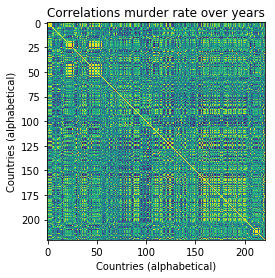 Correlations murder rate over years
0
25
50
75
100
125
150
175
200
Countries (alphabetical)
0 50 100 150 200
Countries (alphabetical)